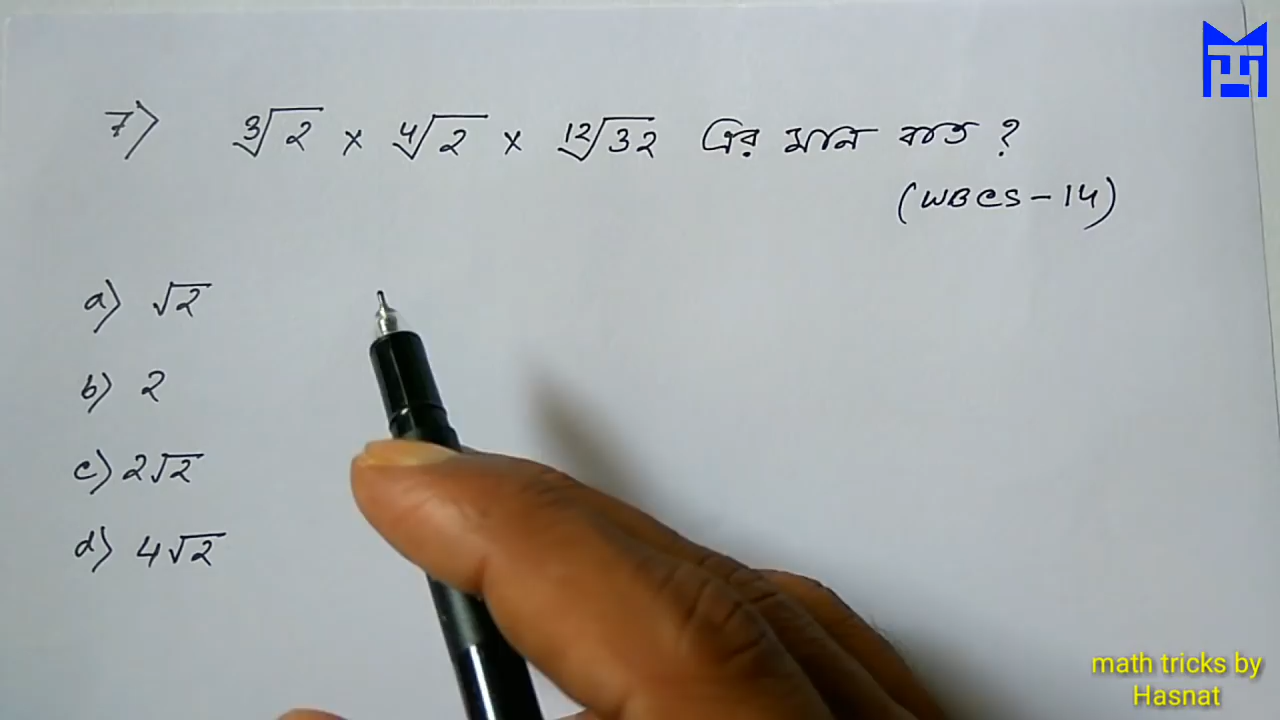 7) ∛2 × ∜2 × ¹²√32 এর মান কত ?
(WBCS - 14)
a) √2
b) 2
c) 2√2
d) 4√2
math tricks by
Hasnat